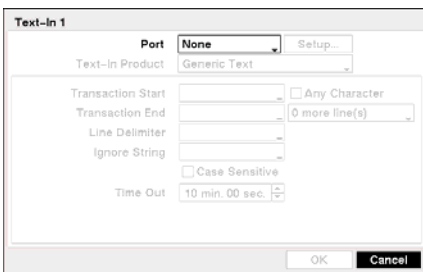 Text-In 1
Port None Setup...
Text-In Product Generic Text
Transaction Start Any Character
Transaction End 0 more line(s)
Line Delimiter
Ignore String
Case Sensitive
Time Out 10 min. 00 sec.
OK Cancel